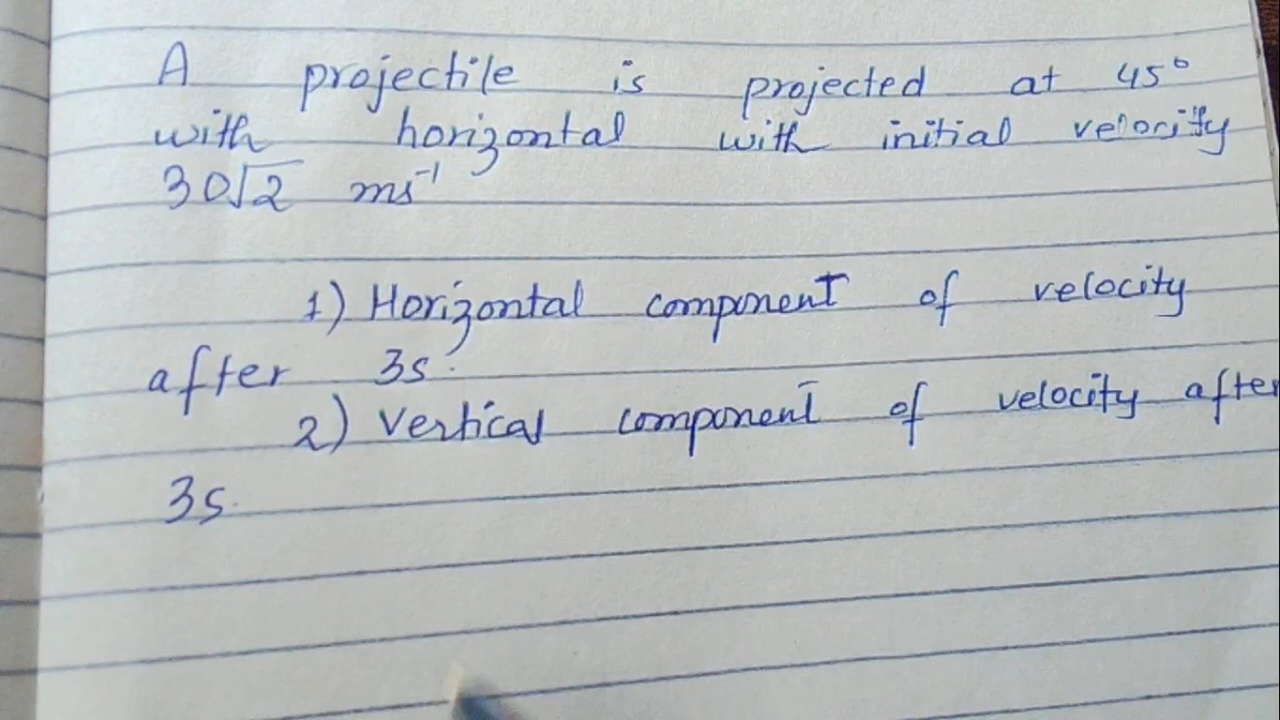 A projectile is projected at 45°
with horizontal with initial velocity
30√2 ms⁻¹
1) Horizontal component of velocity
after 3s.
2) Vertical component of velocity after
3s.